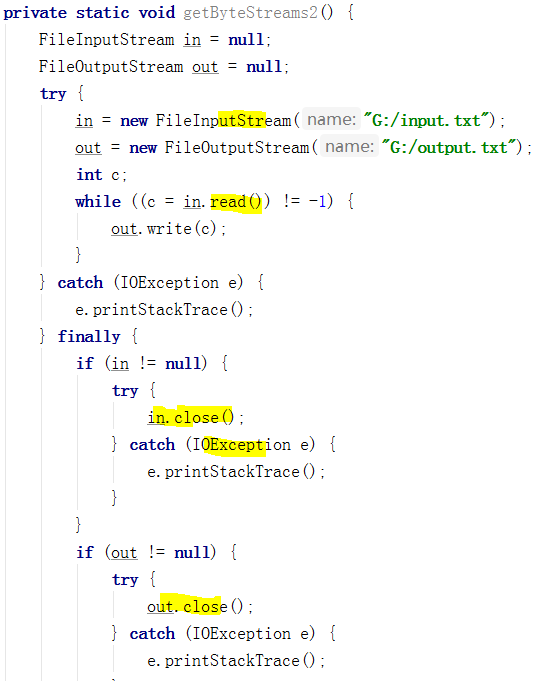 private static void getByteStreams2() {
FileInputStream in = null;
FileOutputStream out = null;
try {
in = new FileInputStream( name: "G:/input.txt");
out = new FileOutputStream( name: "G:/output.txt");
int c;
while ((c = in.read()) != -1) {
out.write(c);
}
} catch (IOException e) {
e.printStackTrace();
} finally {
if (in != null) {
try {
in.close();
} catch (IOException e) {
e.printStackTrace();
}
}
if (out != null) {
try {
out.close();
} catch (IOException e) {
e.printStackTrace();